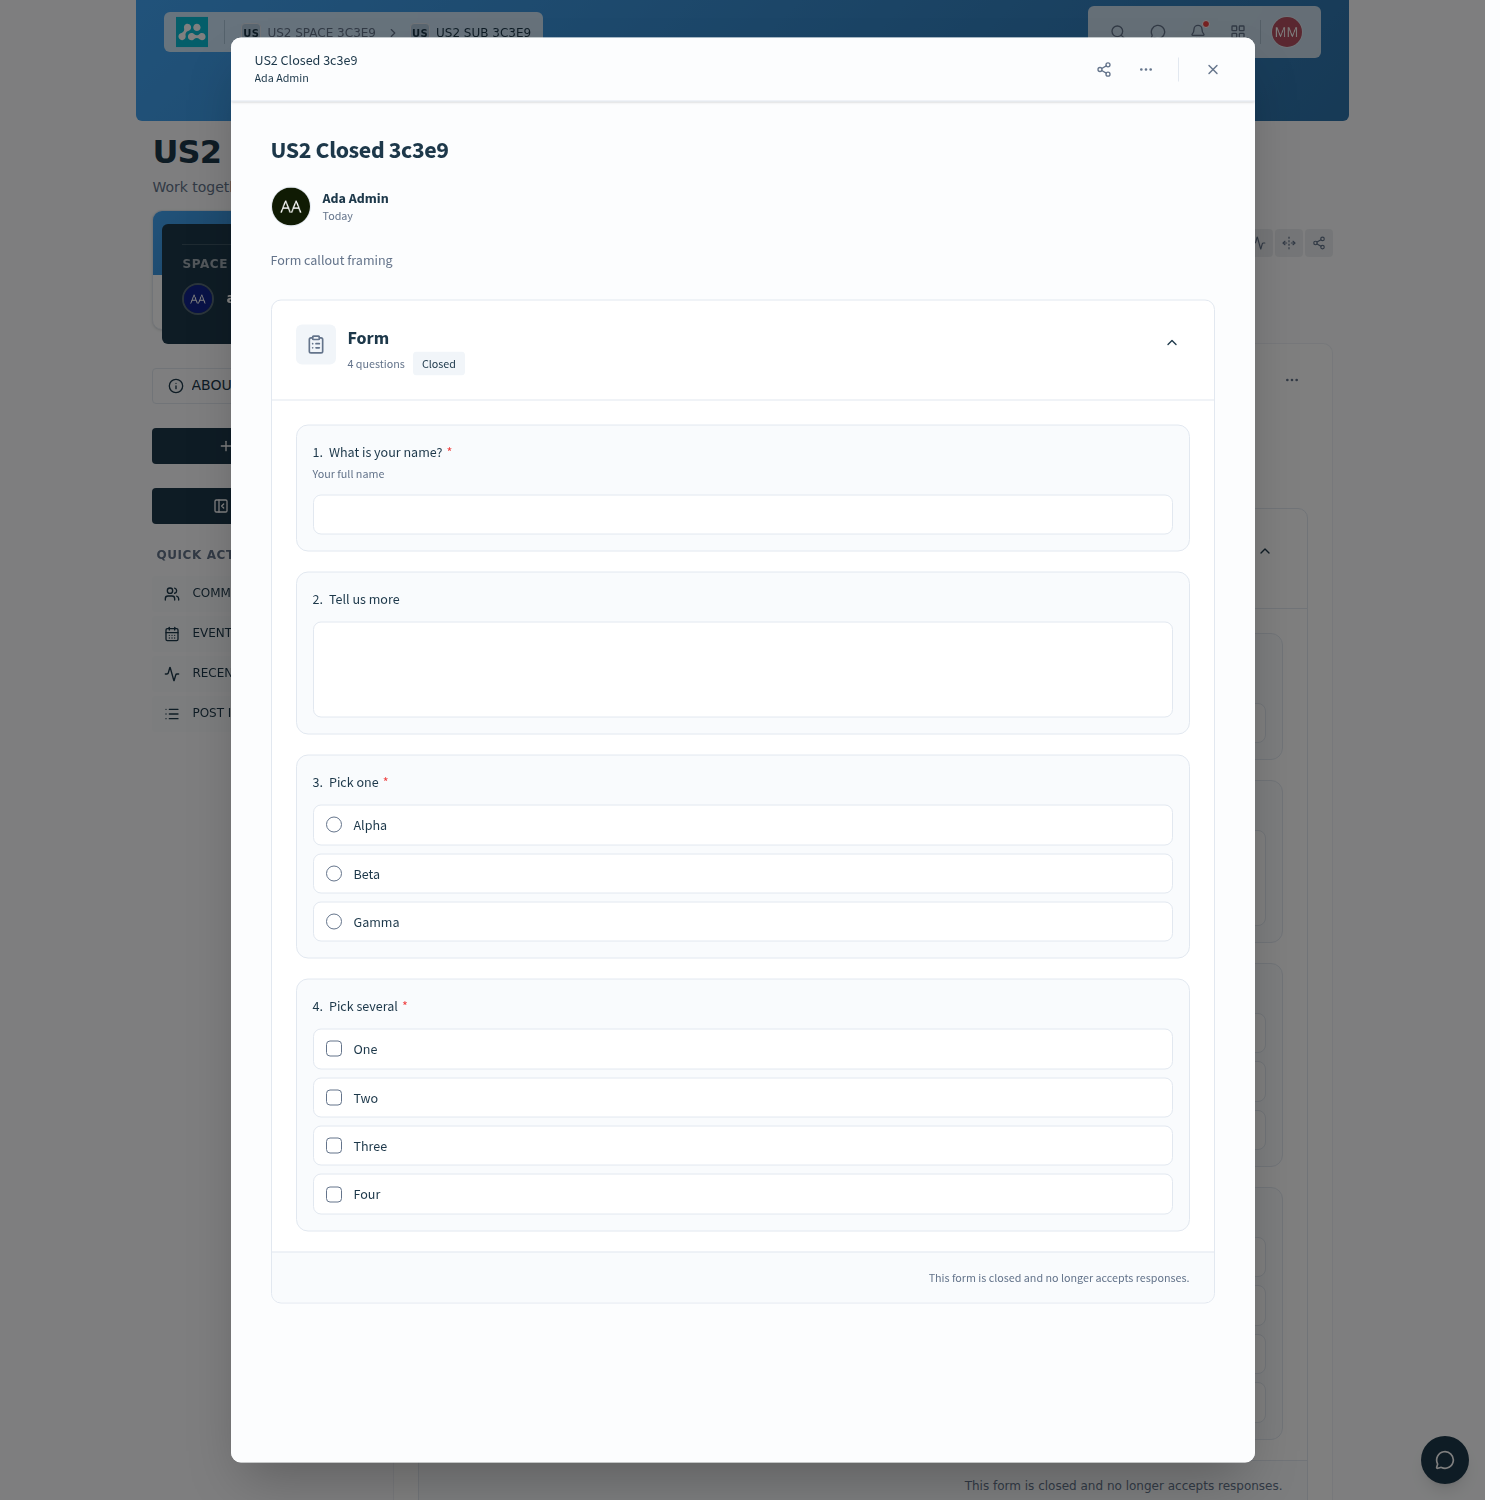 US US2 SPACE 3C3E9 > US US2 SUB 3C3E9
MM
US2 Closed 3c3e9
Ada Admin
US2
Work
SPACE
AA
ABOU
QUICK ACT
COMM
EVENT
RECEN
POST
US2 Closed 3c3e9
AA
Ada Admin
Today
Form callout framing
Form
4 questions Closed
1. What is your name? *
Your full name
2. Tell us more
3. Pick one *
Alpha
Beta
Gamma
4. Pick several *
One
Two
Three
Four
This form is closed and no longer accepts responses.
This form is closed and no longer accepts responses.